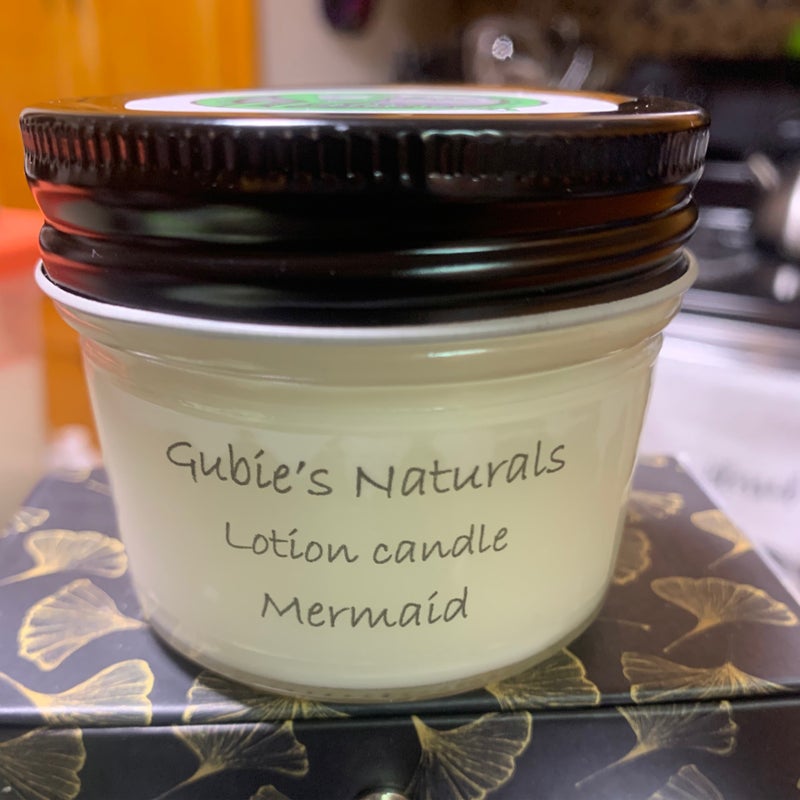 Gubie's Naturals
Lotion candle
Mermaid